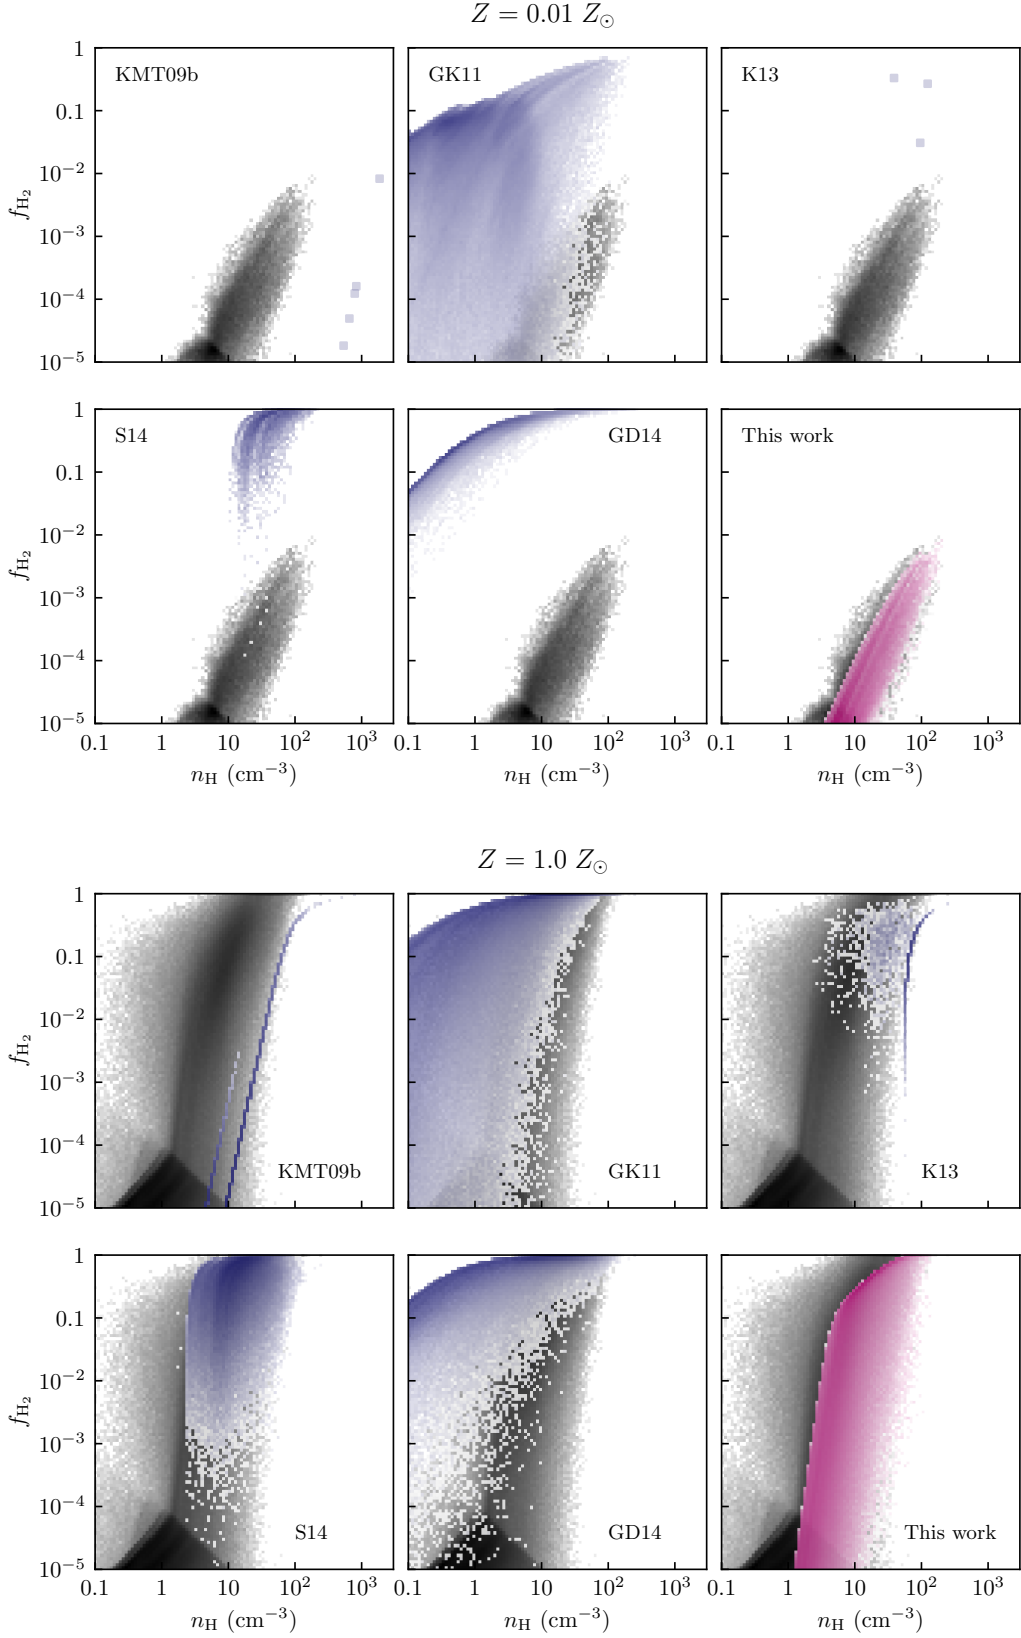 Z = 0.01 Z⊙
KMT09b
GK11
K13
1
0.1
10⁻²
10⁻³
10⁻⁴
10⁻⁵
f_H₂
S14
GD14
This work
1
0.1
10⁻²
10⁻³
10⁻⁴
10⁻⁵
f_H₂
0.1 1 10 10² 10³ 0.1 1 10 10² 10³ 0.1 1 10 10² 10³
n_H (cm⁻³) n_H (cm⁻³) n_H (cm⁻³)
Z = 1.0 Z⊙
1
0.1
10⁻²
10⁻³
10⁻⁴
10⁻⁵
f_H₂
KMT09b
GK11
K13
1
0.1
10⁻²
10⁻³
10⁻⁴
10⁻⁵
f_H₂
S14
GD14
This work
0.1 1 10 10² 10³ 0.1 1 10 10² 10³ 0.1 1 10 10² 10³
n_H (cm⁻³) n_H (cm⁻³) n_H (cm⁻³)